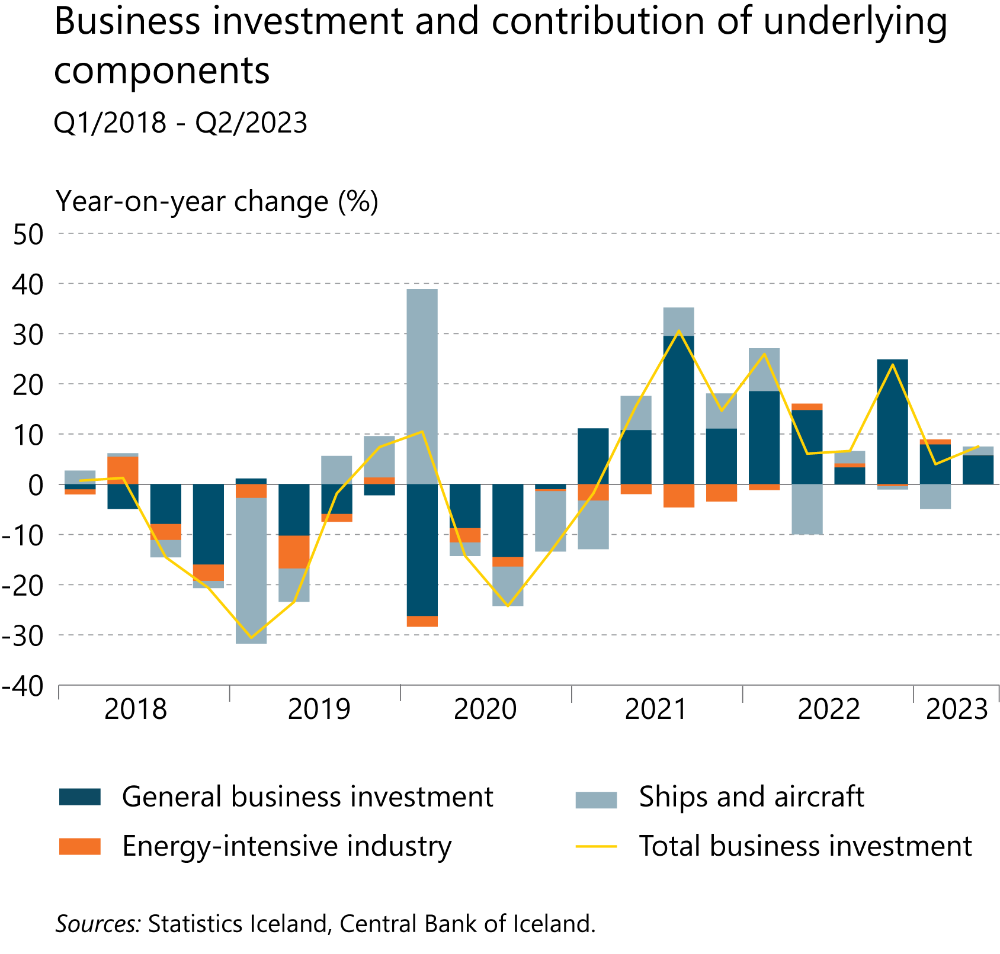 Business investment and contribution of underlying
components
Q1/2018 - Q2/2023
Year-on-year change (%)
50
40
30
20
10
0
-10
-20
-30
-40
2018 2019 2020 2021 2022 2023
General business investment
Ships and aircraft
Energy-intensive industry
Total business investment
Sources: Statistics Iceland, Central Bank of Iceland.